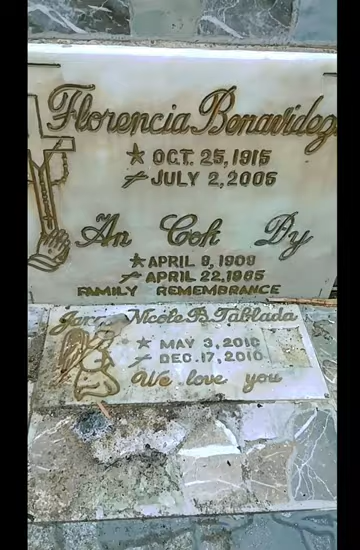 Florencia Benavidez
OCT. 25, 1915
JULY 2, 2005
An Coh Dy
APRIL 9, 1909
APRIL 22, 1965
FAMILY REMEMBRANCE
Nicole B. Tablada
MAY 3, 2010
DEC. 17, 2010
We love you